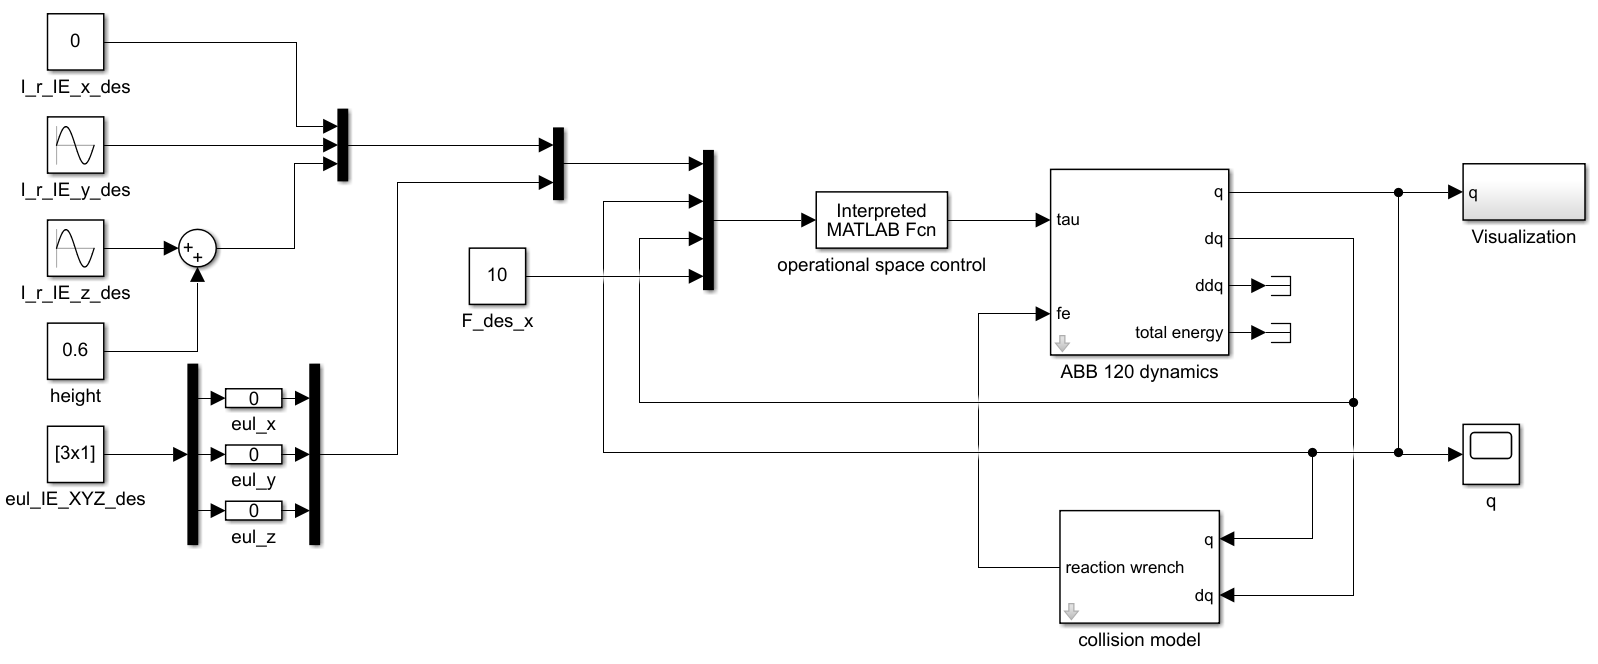 0
I_r_IE_x_des
I_r_IE_y_des
+
+
I_r_IE_z_des
0.6
height
[3x1]
eul_IE_XYZ_des
0
eul_x
0
eul_y
0
eul_z
10
F_des_x
Interpreted
MATLAB Fcn
operational space control
tau
fe
q
dq
ddq
total energy
ABB 120 dynamics
q
Visualization
q
q
reaction wrench
dq
collision model